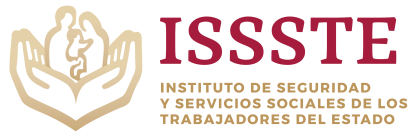 ISSSTE
INSTITUTO DE SEGURIDAD
Y SERVICIOS SOCIALES DE LOS
TRABAJADORES DEL ESTADO